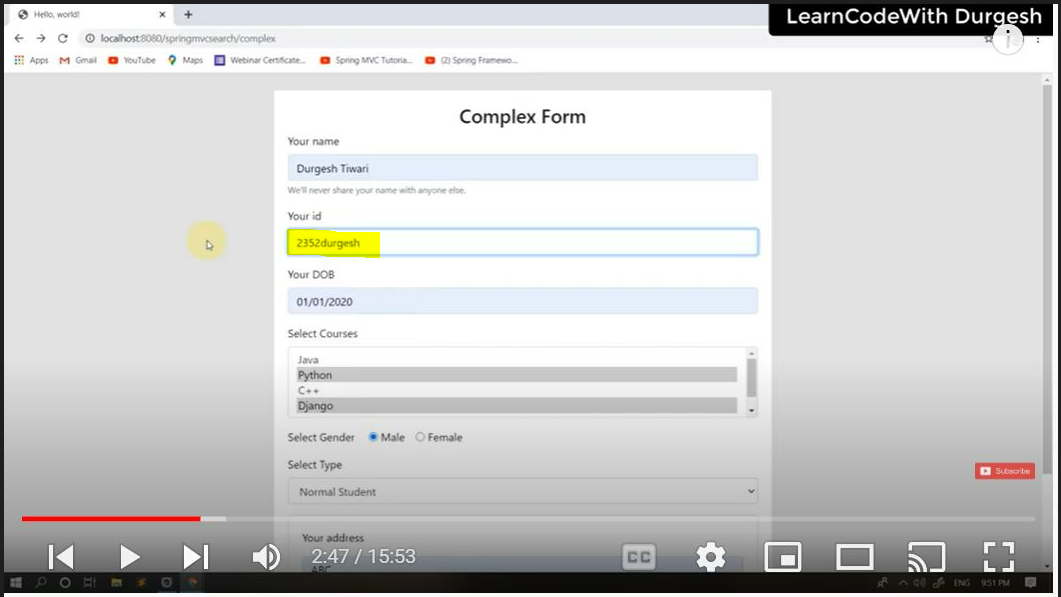 Hello, world!
LearnCodeWith Durgesh
localhost:8080/springmvcsearch/complex
Apps Gmail YouTube Maps Webinar Certificate... Spring MVC Tutoria... (2) Spring Framewo...
Complex Form
Your name
Durgesh Tiwari
We'll never share your name with anyone else.
Your id
2352durgesh
Your DOB
01/01/2020
Select Courses
Java
Python
C++
Django
Select Gender Male Female
Select Type
Subscribe
Normal Student
Your address
2:47 / 15:53
CC
ABC
ENG 9:51 PM